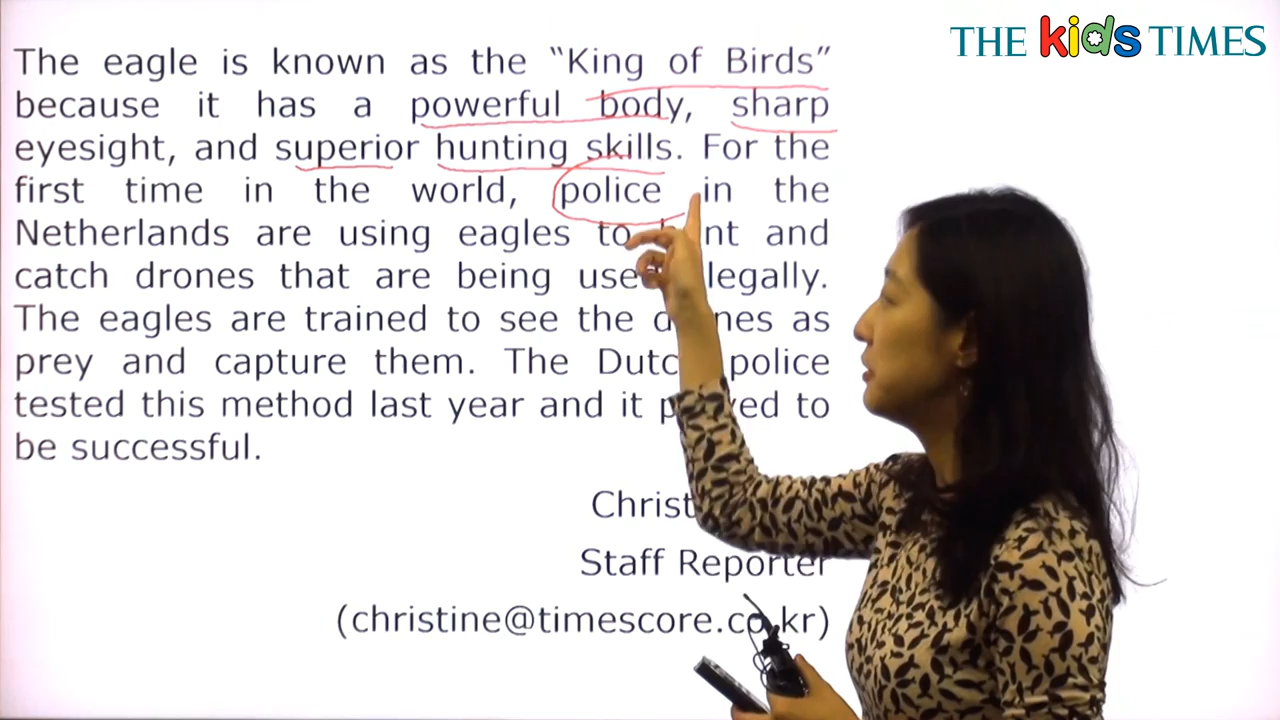 THE kids TIMES
The eagle is known as the “King of Birds”
because it has a powerful body, sharp
eyesight, and superior hunting skills. For the
first time in the world, police in the
Netherlands are using eagles to and
catch drones that are being
The eagles are trained to see the as
prey and capture them. The police
tested this method last year and it to
be successful.
Staff Reporter
(christine@timescore.co.kr)